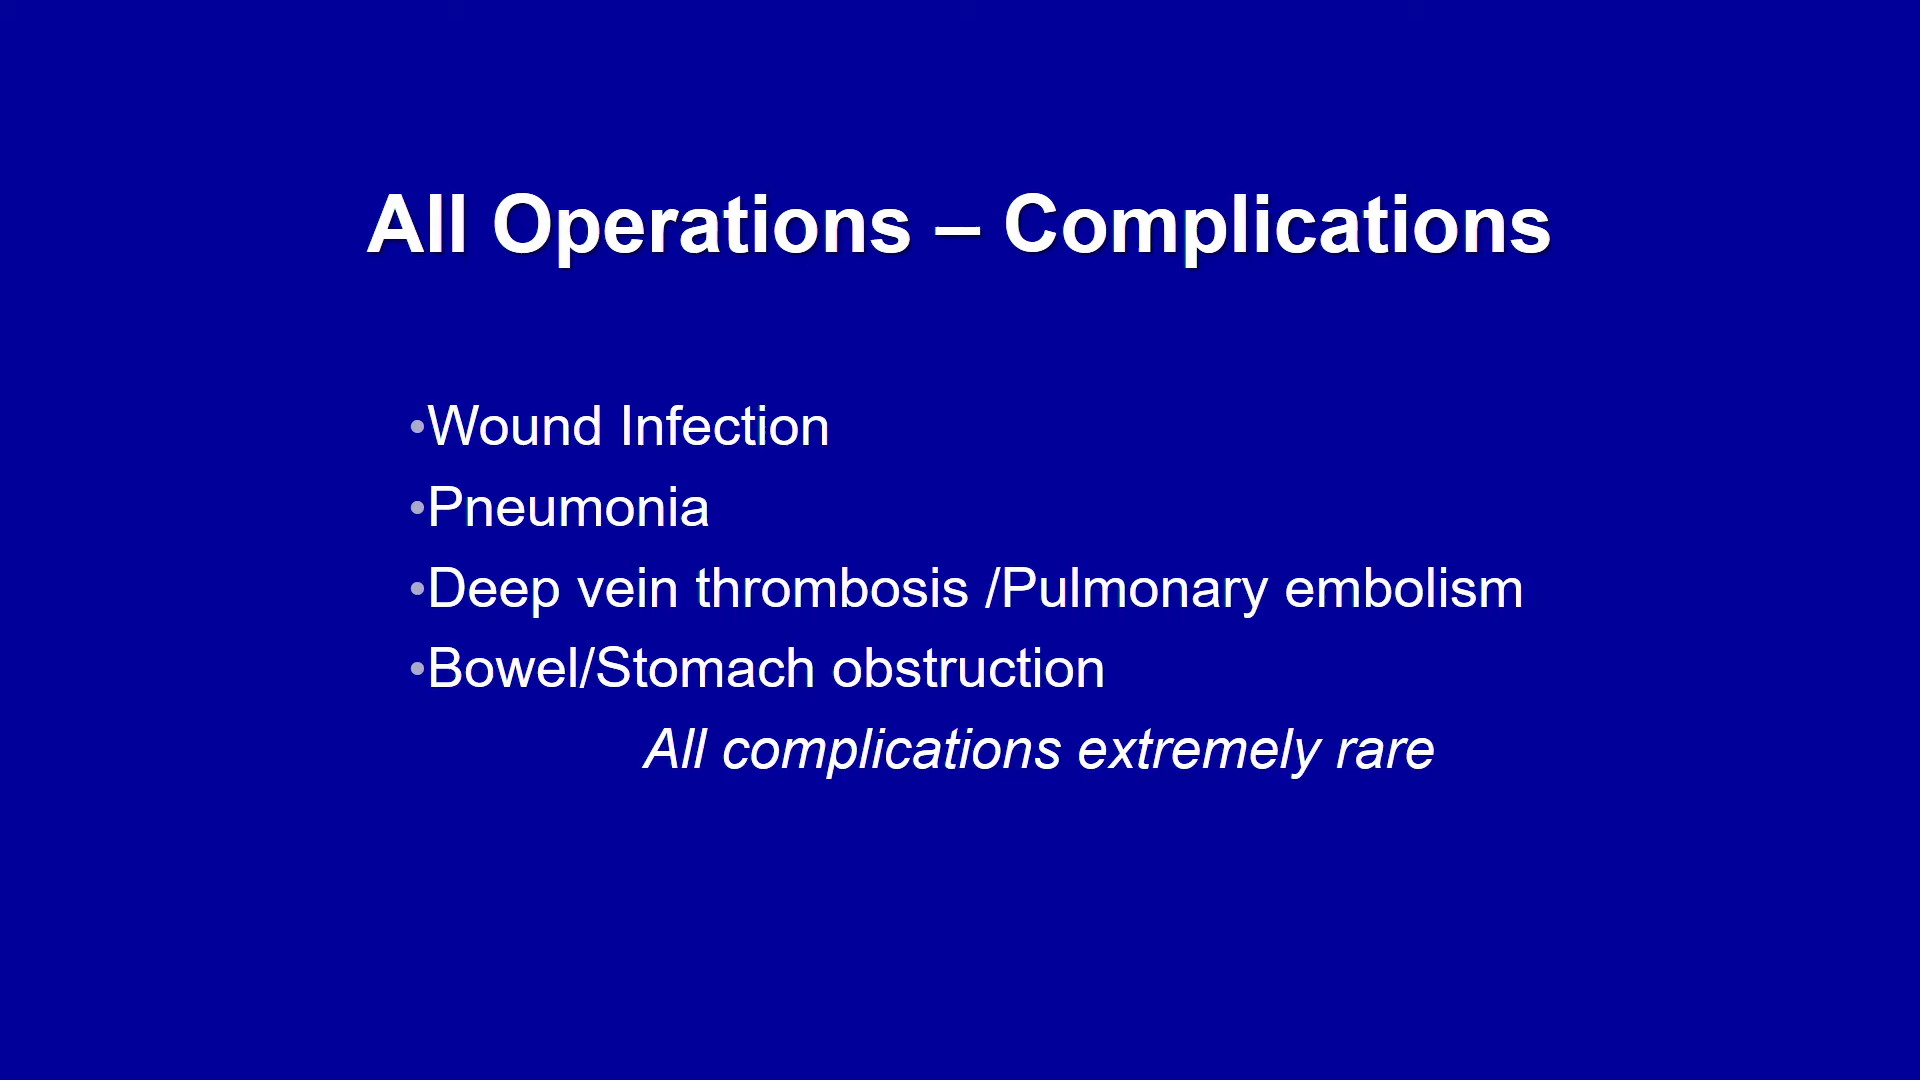 All Operations – Complications
•Wound Infection
•Pneumonia
•Deep vein thrombosis /Pulmonary embolism
•Bowel/Stomach obstruction
All complications extremely rare